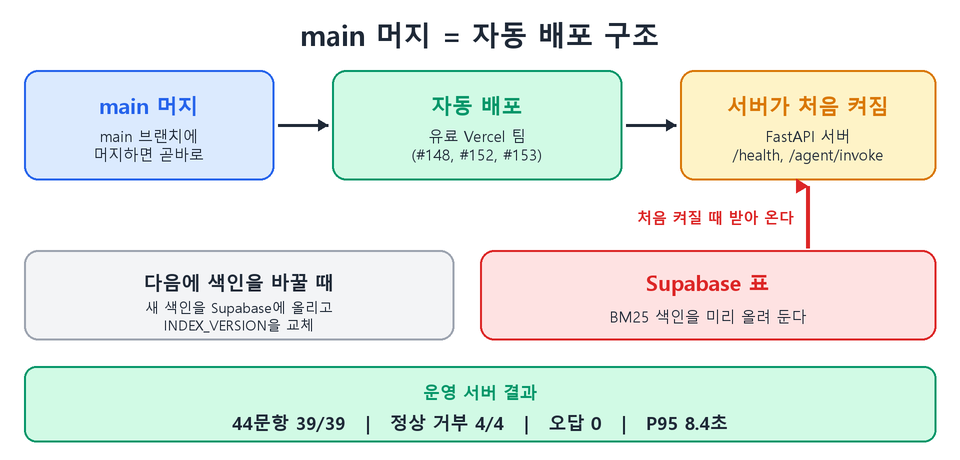 main 머지 = 자동 배포 구조
main 머지
main 브랜치에
머지하면 곧바로
자동 배포
유료 Vercel 팀
(#148, #152, #153)
서버가 처음 켜짐
FastAPI 서버
/health, /agent/invoke
처음 켜질 때 받아 온다
다음에 색인을 바꿀 때
새 색인을 Supabase에 올리고
INDEX_VERSION을 교체
Supabase 표
BM25 색인을 미리 올려 둔다
운영 서버 결과
44문항 39/39 | 정상 거부 4/4 | 오답 0 | P95 8.4초